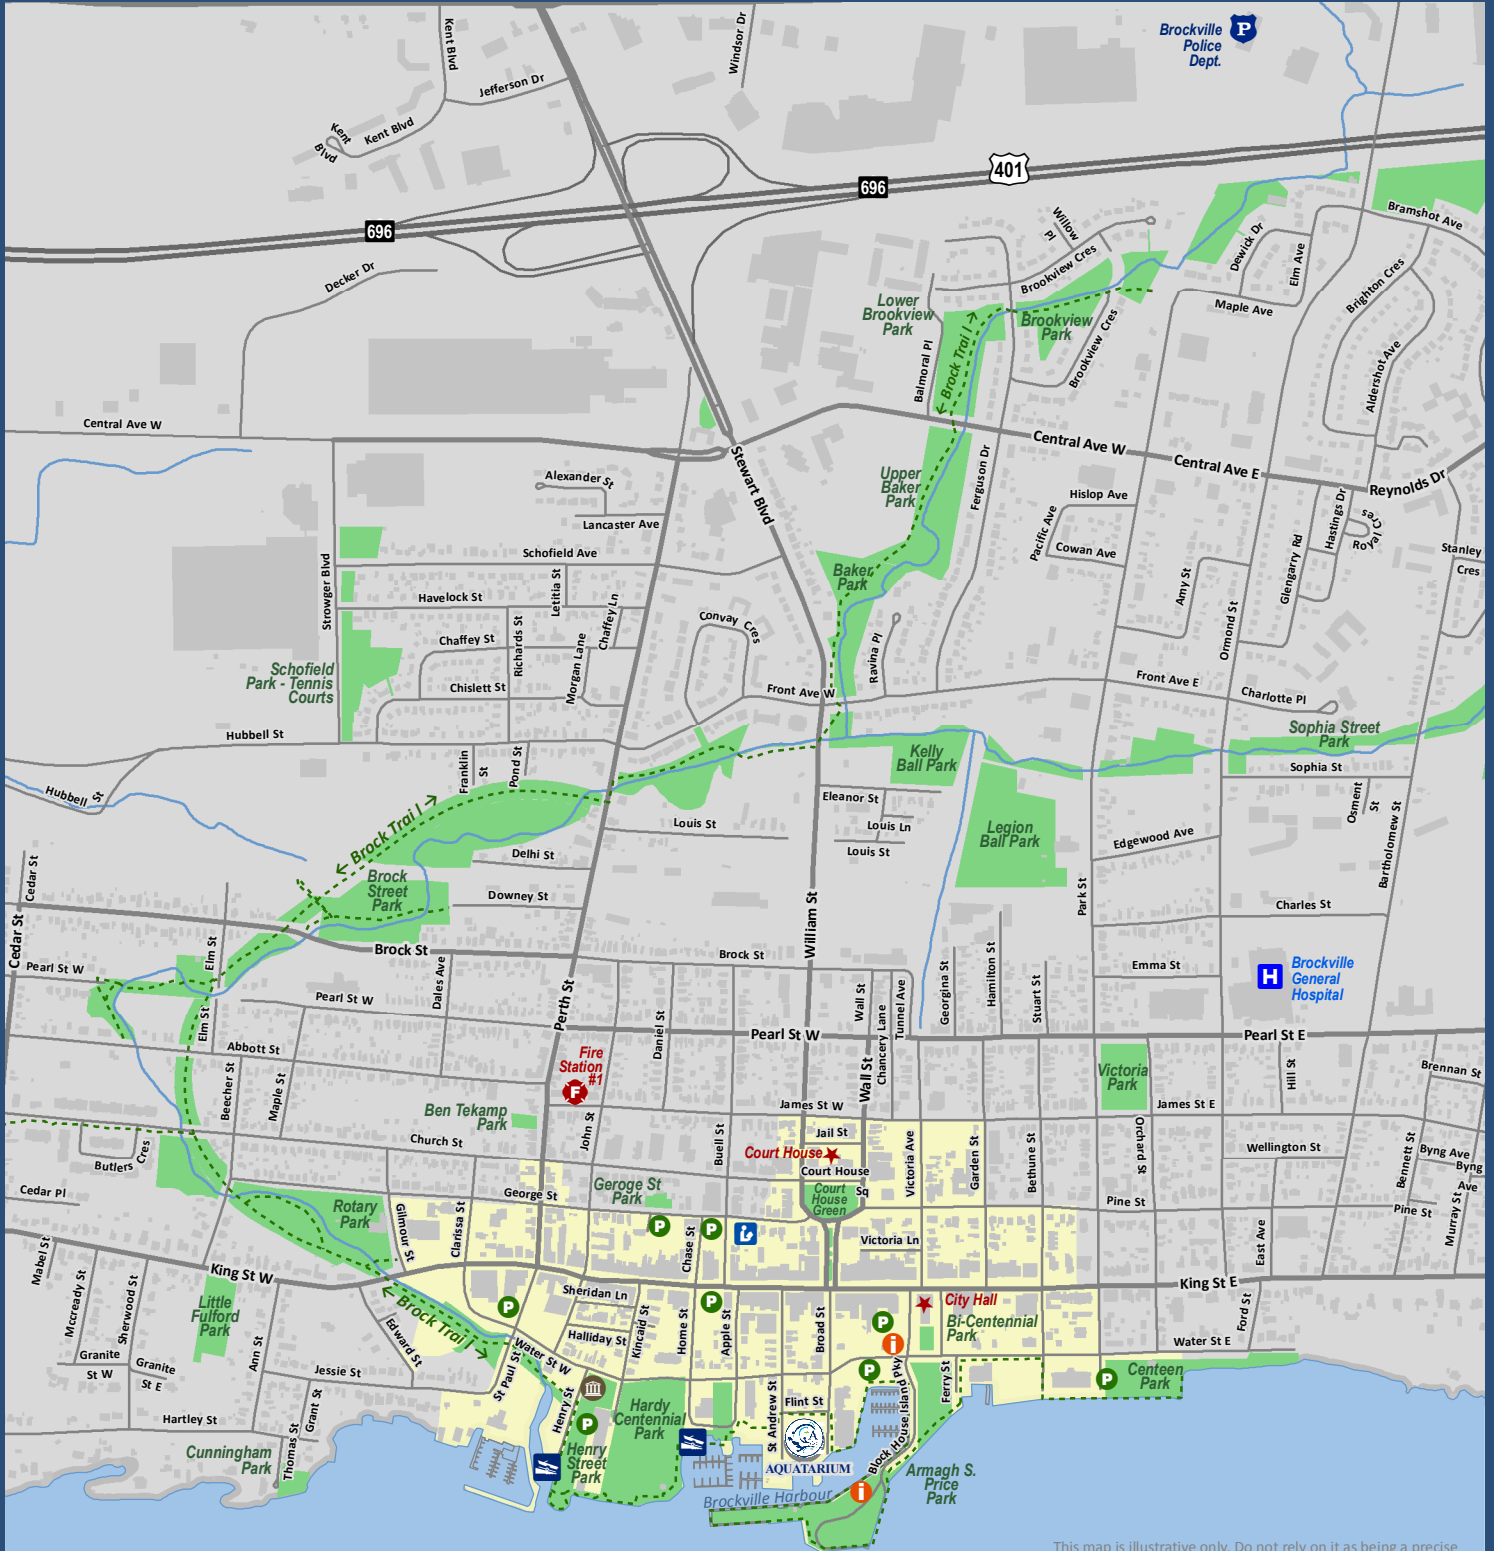 Kent Blvd
Windsor Dr
Brockville
Police
Dept.
P
Jefferson Dr
Kent
Blvd
Kent Blvd
401
696
696
Bramshot Ave
Willow
Pl
Brookview Cres
Dewick Dr
Elm Ave
Decker Dr
Brighton Cres
Maple Ave
Lower
Brookview
Park
Brookview
Park
Brookview Cres
Balmoral Pl
← Brock Trail →
Aldershot Ave
Central Ave W
Central Ave W
Central Ave E
Reynolds Dr
Stewart Blvd
Alexander St
Lancaster Ave
Upper
Baker
Park
Ferguson Dr
Hislop Ave
Pacific Ave
Cowan Ave
Hastings Dr
Royal
Cres
Stanley
Cres
Glengarry Rd
Schofield Ave
Strowger Blvd
Havelock St
Letitia St
Chaffey Ln
Baker
Park
Amy St
Ormond St
Convay Cres
Chaffey St
Richards St
Morgan Lane
Ravina Pl
Schofield
Park - Tennis
Courts
Chislett St
Front Ave W
Front Ave E
Charlotte Pl
Hubbell St
Sophia Street
Park
Kelly
Ball Park
Sophia St
Franklin
St
Pond St
Hubbell St
Eleanor St
Osment
St
Bartholomew St
← Brock Trail →
Louis St
Louis Ln
Legion
Ball Park
Edgewood Ave
Louis St
Delhi St
Cedar St
Brock
Street
Park
Downey St
Park St
William St
Charles St
Cedar St
Brock St
Brock St
Elm St
Pearl St W
Dales Ave
Georgina St
Hamilton St
Stuart St
Emma St
H
Brockville
General
Hospital
Pearl St W
Perth St
Wall St
Chancery Lane
Tunnel Ave
Elm St
Daniel St
Pearl St W
Pearl St E
Abbott St
Fire
Station
#1
F
Wall St
Victoria
Park
Hill St
Brennan St
Beecher St
Maple St
James St W
James St E
Ben Tekamp
Park
John St
Buell St
Jail St
Church St
Court House
Court House
Sq
Victoria Ave
Garden St
Bethune St
Orchard St
Wellington St
Bennett St
Byng Ave
Byng
Ave
Butlers Cres
Cedar Pl
George St
Geroge St
Park
Court
House
Green
Pine St
Pine St
Murray St
Rotary
Park
Gilmour St
Clarissa St
P
P
Chase St
Victoria Ln
East Ave
Mabel St
King St W
King St E
Mccready St
Sherwood St
Little
Fulford
Park
← Brock Trail →
Sheridan Ln
P
P
City Hall
Bi-Centennial
Park
Ford St
Halliday St
Kincaid St
Home St
Apple St
Broad St
P
i
Water St E
Edward St
Water St W
Ann St
Granite
St W
Granite
St E
Jessie St
St Paul St
P
Ferry St
P
Centeen
Park
Henry St
Hardy
Centennial
Park
St Andrew St
Flint St
Block House Island Pky
Hartley St
Grant St
P
Cunningham
Park
Thomas St
Henry
Street
Park
AQUATARIUM
Armagh S.
Price
Park
i
Brockville Harbour
This map is illustrative only. Do not rely on it as being a precise